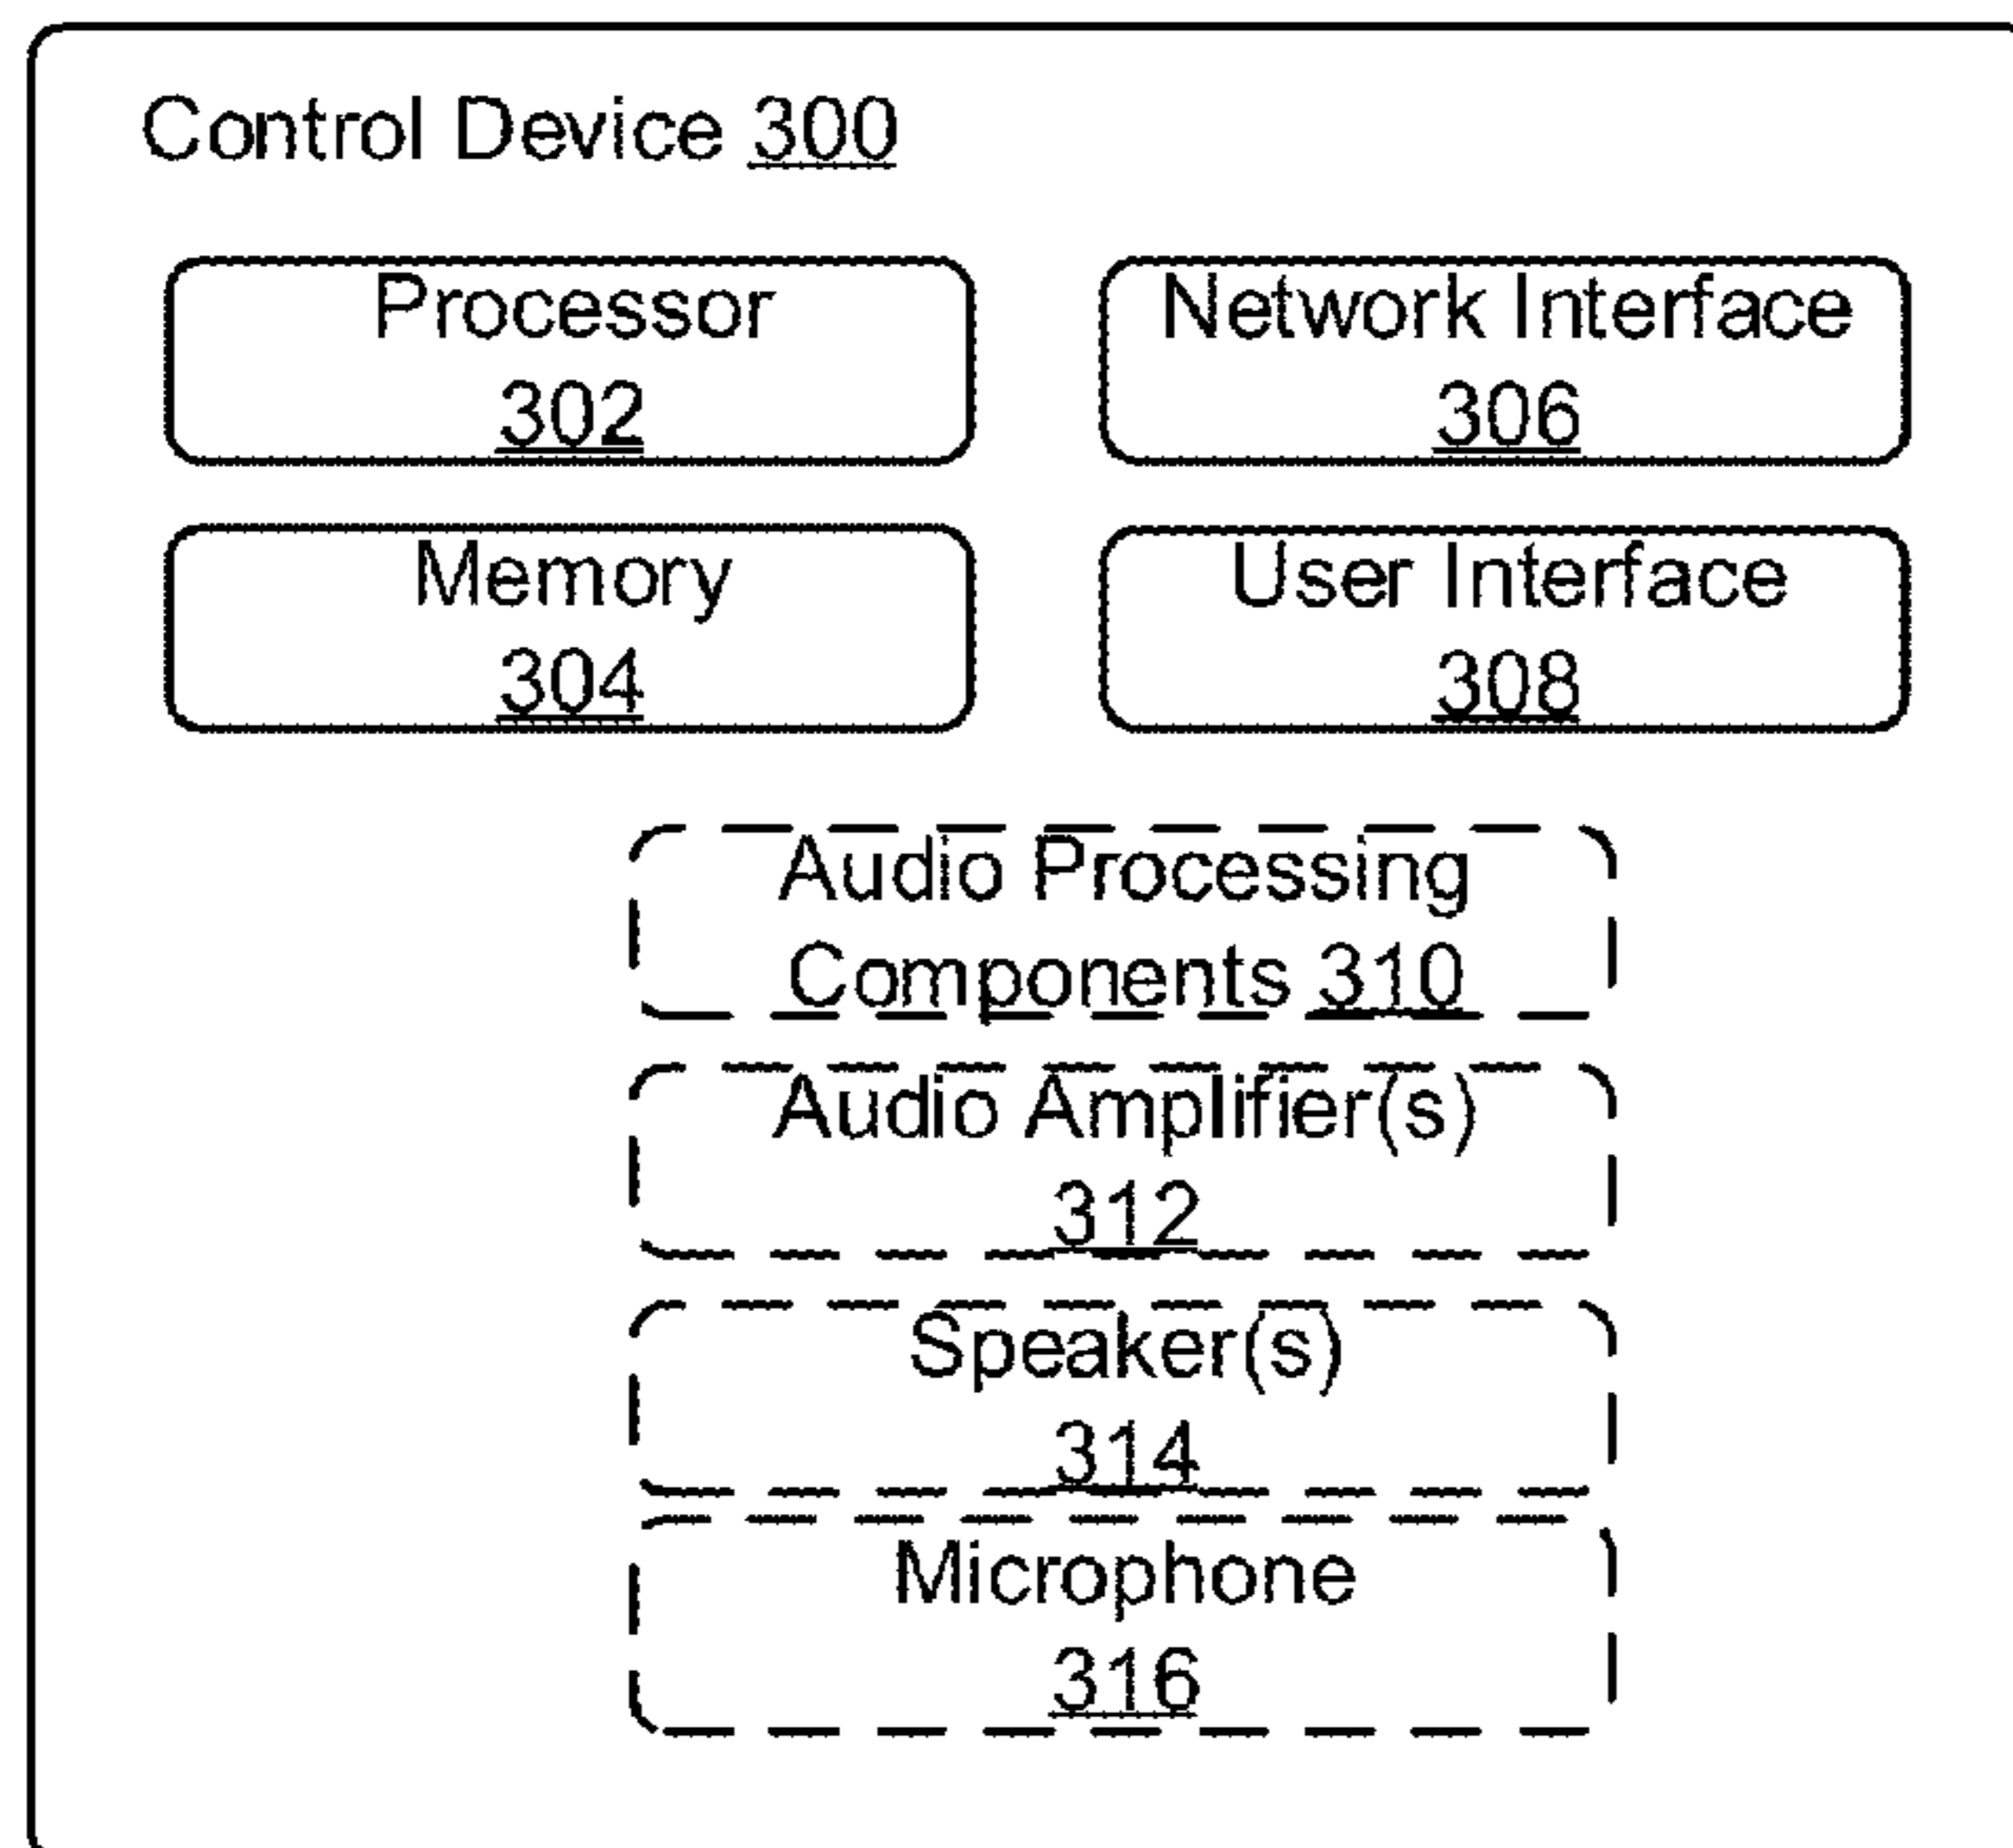 Control Device 300
Processor
302
Network Interface
306
Memory
304
User Interface
308
Audio Processing
Components 310
Audio Amplifier(s)
312
Speaker(s)
314
Microphone
316